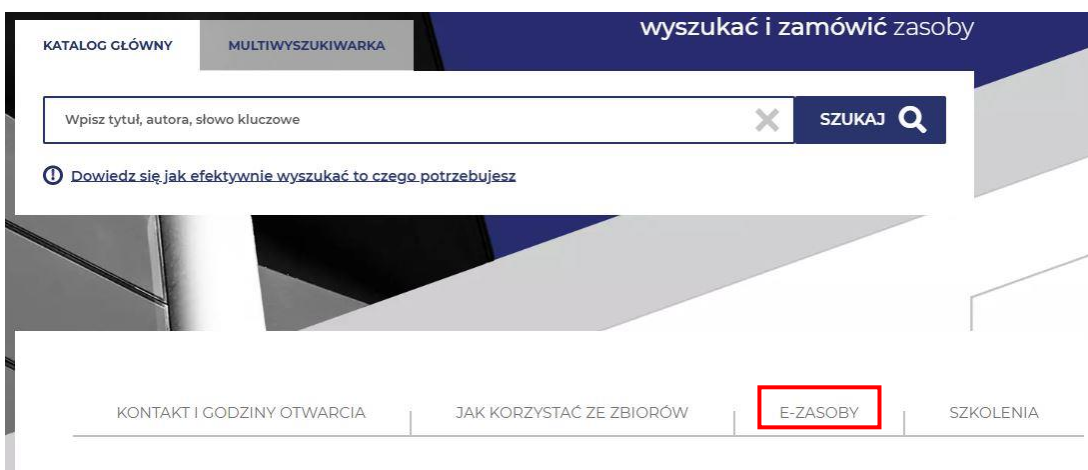 wyszukać i zamówić zasoby
KATALOG GŁÓWNY MULTIWYSZUKIWARKA
Wpisz tytuł, autora, słowo kluczowe SZUKAJ
Dowiedz się jak efektywnie wyszukać to czego potrzebujesz
KONTAKT I GODZINY OTWARCIA JAK KORZYSTAĆ ZE ZBIORÓW E-ZASOBY SZKOLENIA